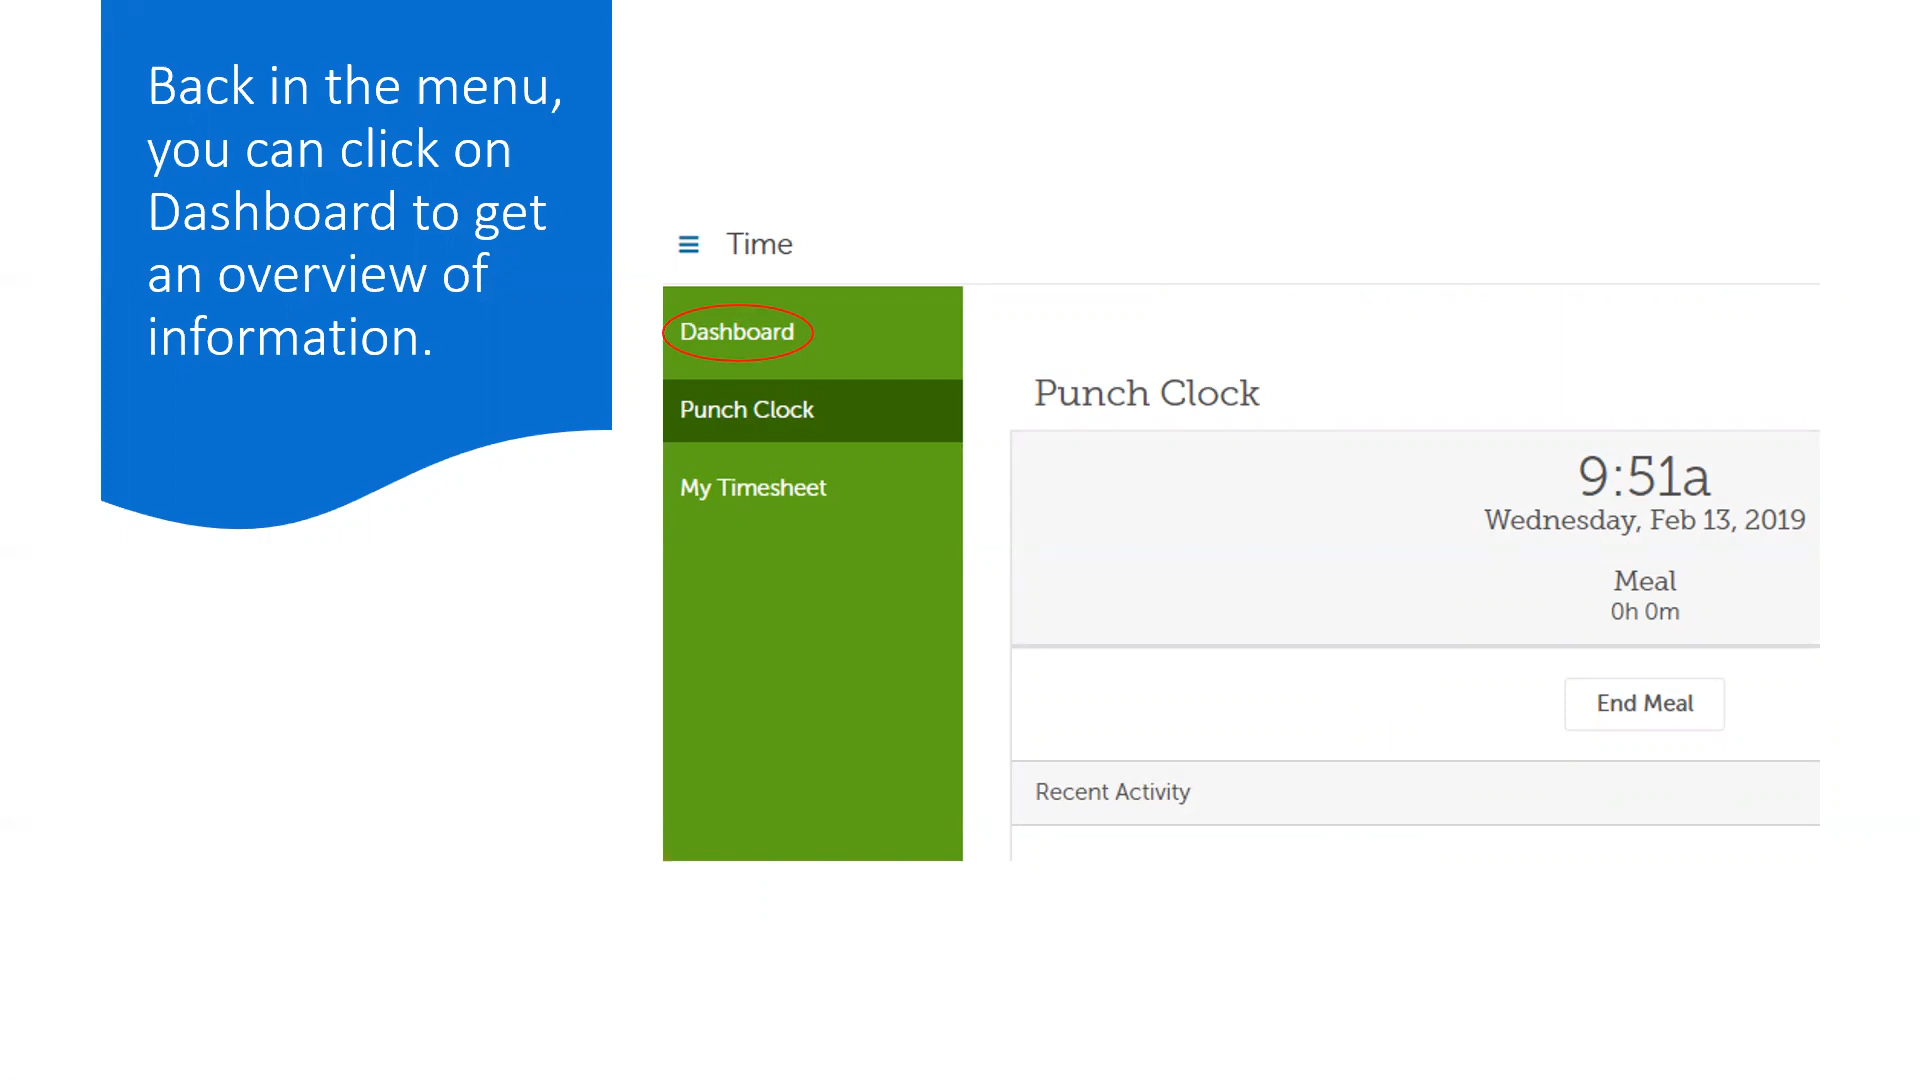 Back in the menu,
you can click on
Dashboard to get
an overview of
information.
Time
Dashboard
Punch Clock
My Timesheet
Punch Clock
9:51a
Wednesday, Feb 13, 2019
Meal
0h 0m
End Meal
Recent Activity